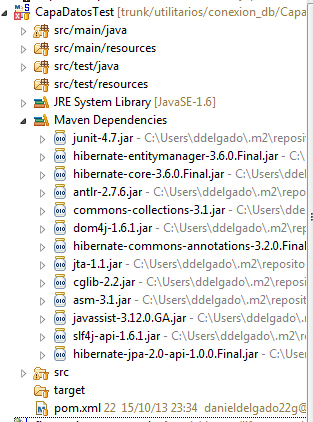 CapaDatosTest [trunk/utilitarios/conexion_db/Capa
src/main/java
src/main/resources
src/test/java
src/test/resources
JRE System Library [JavaSE-1.6]
Maven Dependencies
junit-4.7.jar - C:\Users\ddelgado\.m2\reposito
hibernate-entitymanager-3.6.0.Final.jar -
hibernate-core-3.6.0.Final.jar - C:\Users\dde
antlr-2.7.6.jar - C:\Users\ddelgado\.m2\repos
commons-collections-3.1.jar - C:\Users\ddelg
dom4j-1.6.1.jar - C:\Users\ddelgado\.m2\rep
hibernate-commons-annotations-3.2.0.Final
jta-1.1.jar - C:\Users\ddelgado\.m2\reposito
cglib-2.2.jar - C:\Users\ddelgado\.m2\reposit
asm-3.1.jar - C:\Users\ddelgado\.m2\reposito
javassist-3.12.0.GA.jar - C:\Users\ddelgado\.
slf4j-api-1.6.1.jar - C:\Users\ddelgado\.m2\r
hibernate-jpa-2.0-api-1.0.0.Final.jar - C:\Use
src
target
pom.xml 22 15/10/13 23:34 danieldelgado22g@